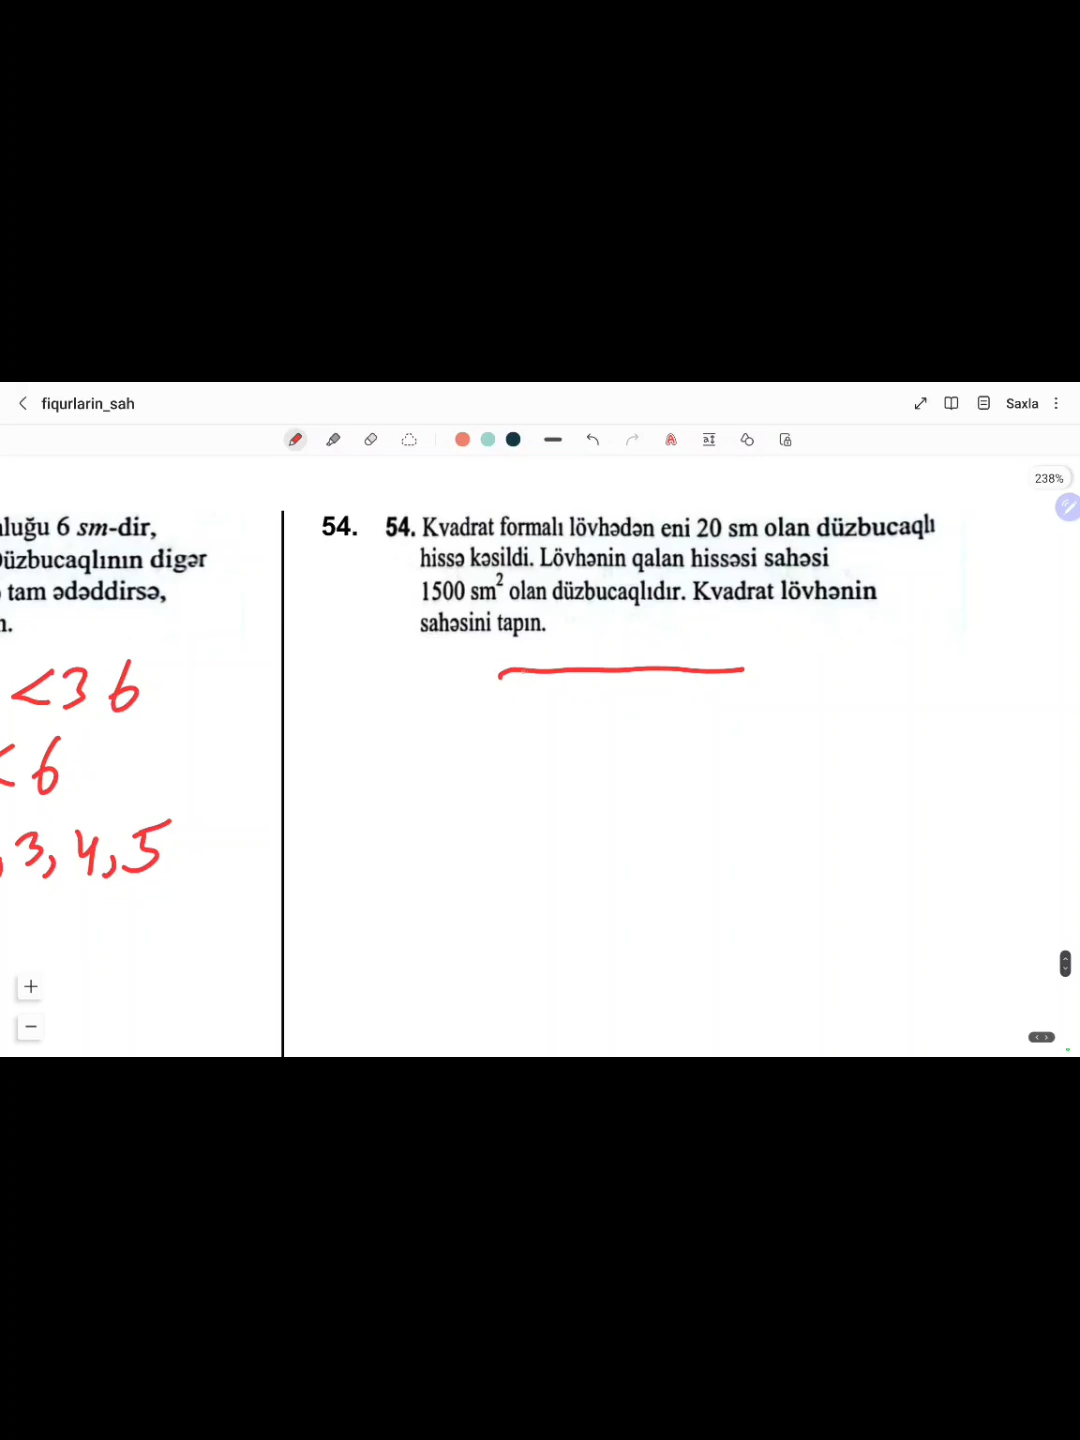 fiqurlarin_sah
Saxla
238%
6 sm-dir,
digər
tam ədəddirsə,
<36
<6
, 3, 4, 5
54. 54. Kvadrat formalı lövhədən eni 20 sm olan düzbucaqlı
hissə kəsildi. Lövhənin qalan hissəsi sahəsi
1500 sm² olan düzbucaqlıdır. Kvadrat lövhənin
sahəsini tapın.